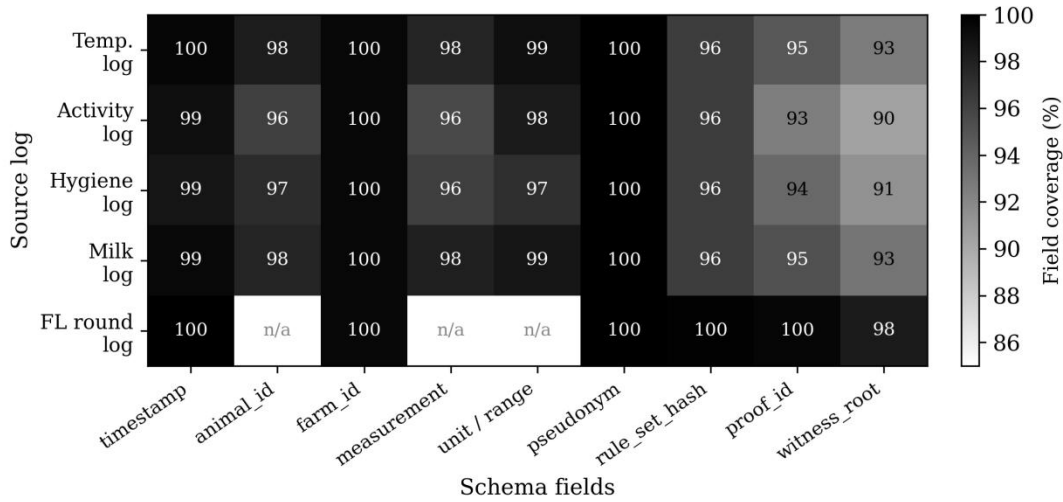 Source log
Temp.
log
100 98 100 98 99 100 96 95 93
Activity
log
99 96 100 96 98 100 96 93 90
Hygiene
log
99 97 100 96 97 100 96 94 91
Milk
log
99 98 100 98 99 100 96 95 93
FL round
log
100 n/a 100 n/a n/a 100 100 100 98
timestamp
animal_id
farm_id
measurement
unit / range
pseudonym
rule_set_hash
proof_id
witness_root
Schema fields
100
98
96
94
92
90
88
86
Field coverage (%)